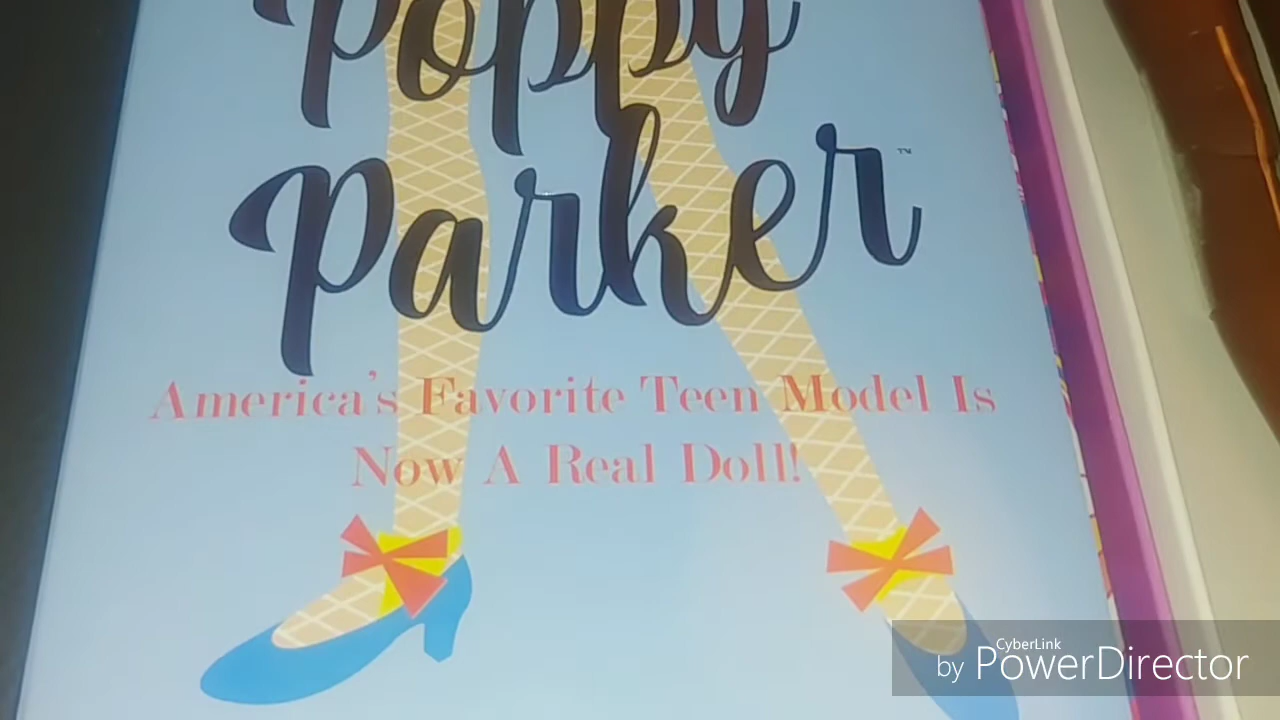 Poppy
Parker™
America's Favorite Teen Model Is
Now A Real Doll!
CyberLink
by PowerDirector